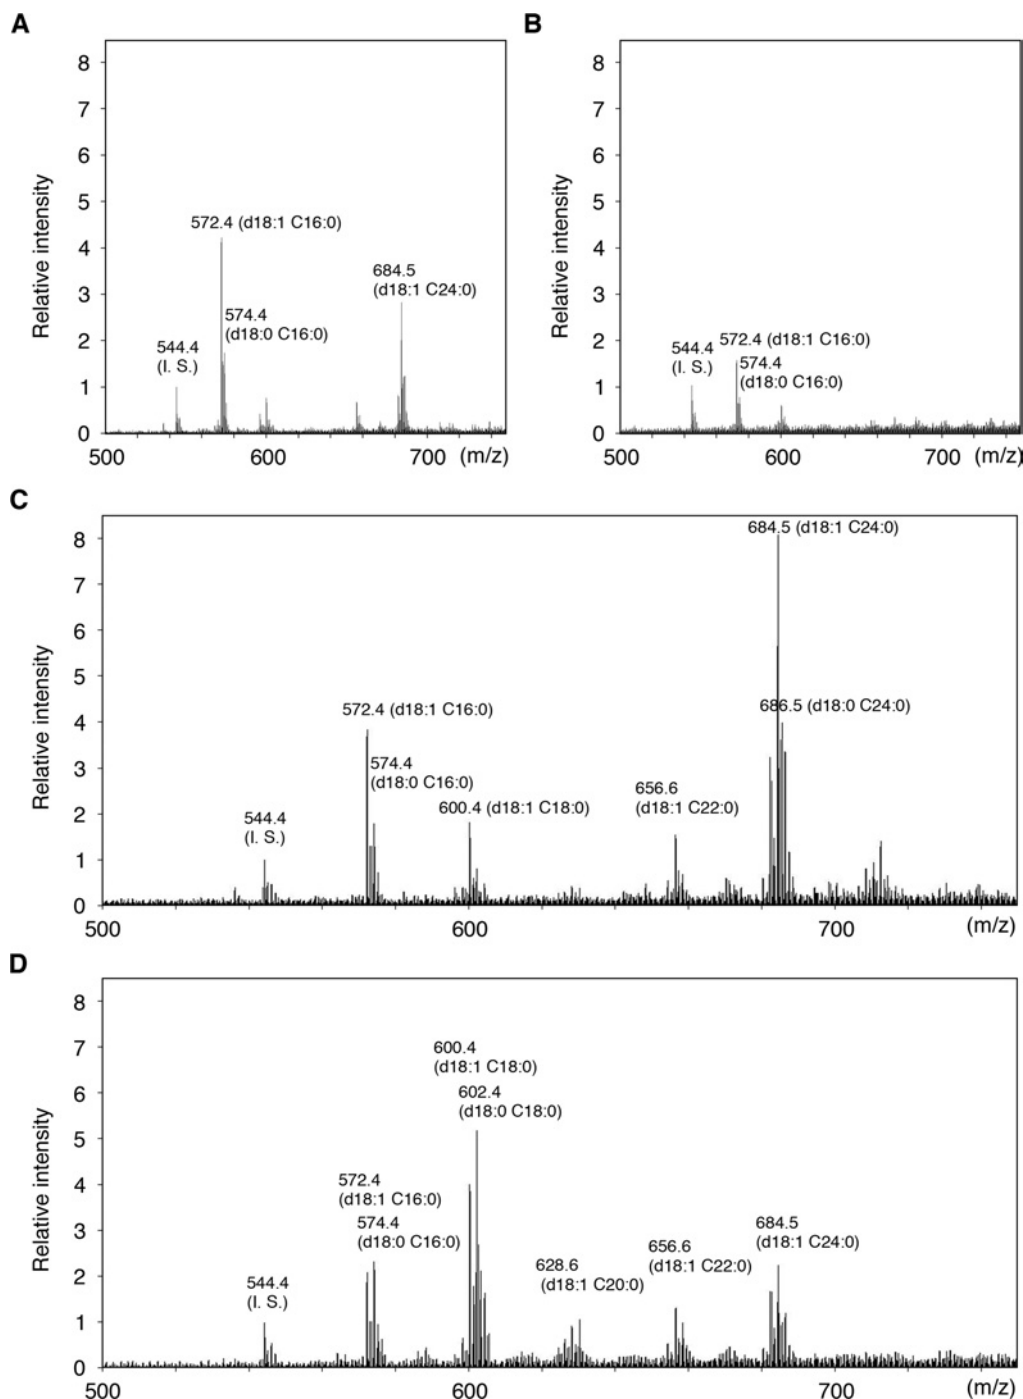 A
Relative intensity
8
7
6
5
4
3
2
1
0
572.4 (d18:1 C16:0)
684.5
(d18:1 C24:0)
574.4
(d18:0 C16:0)
544.4
(I. S.)
500
600
700
(m/z)
B
Relative intensity
8
7
6
5
4
3
2
1
0
572.4 (d18:1 C16:0)
544.4
(I. S.)
574.4
(d18:0 C16:0)
500
600
700
(m/z)
C
Relative intensity
8
7
6
5
4
3
2
1
0
684.5 (d18:1 C24:0)
572.4 (d18:1 C16:0)
686.5 (d18:0 C24:0)
574.4
(d18:0 C16:0)
656.6
(d18:1 C22:0)
600.4 (d18:1 C18:0)
544.4
(I. S.)
500
600
700
(m/z)
D
Relative intensity
8
7
6
5
4
3
2
1
0
600.4
(d18:1 C18:0)
602.4
(d18:0 C18:0)
572.4
(d18:1 C16:0)
574.4
(d18:0 C16:0)
684.5
(d18:1 C24:0)
656.6
(d18:1 C22:0)
628.6
(d18:1 C20:0)
544.4
(I. S.)
500
600
700
(m/z)